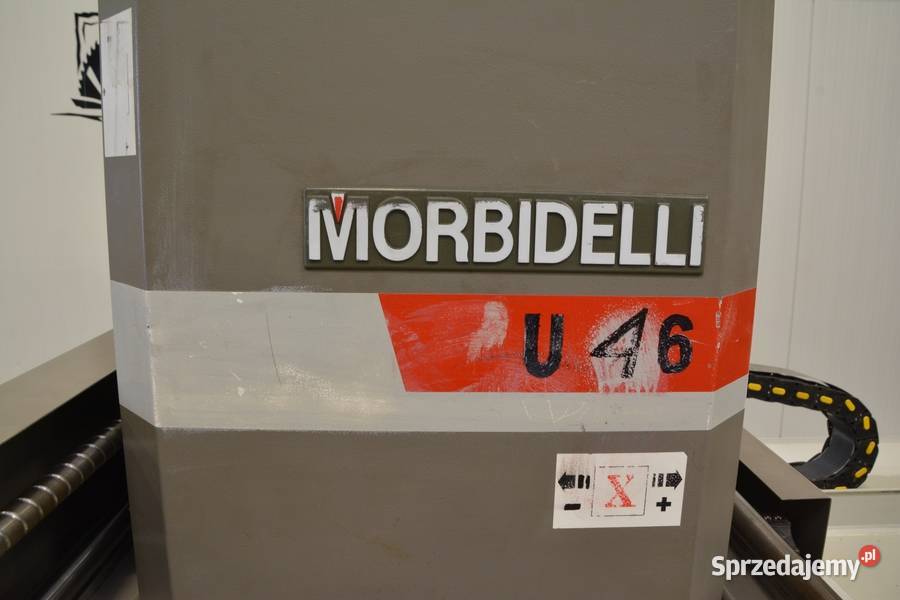 MORBIDELLI
U 46
X
- +
Sprzedajemy.pl